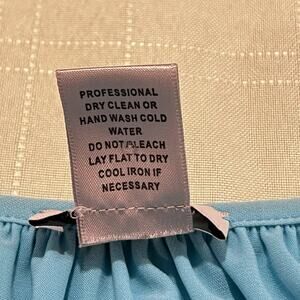 PROFESSIONAL
DRY CLEAN OR
HAND WASH COLD
WATER
DO NOT BLEACH
LAY FLAT TO DRY
COOL IRON IF
NECESSARY